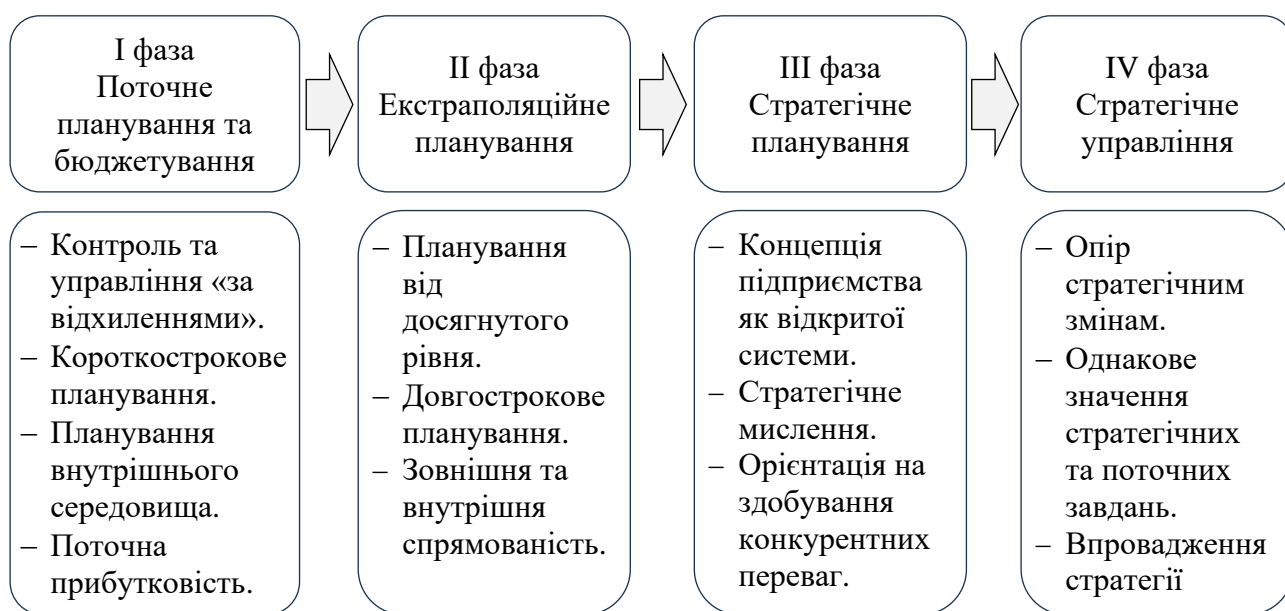 I фаза
Поточне
планування та
бюджетування
II фаза
Екстраполяційне
планування
III фаза
Стратегічне
планування
IV фаза
Стратегічне
управління
– Контроль та
управління «за
відхиленнями».
– Короткострокове
планування.
– Планування
внутрішнього
середовища.
– Поточна
прибутковість.
– Планування
від
досягнутого
рівня.
– Довгострокове
планування.
– Зовнішня та
внутрішня
спрямованість.
– Концепція
підприємства
як відкритої
системи.
– Стратегічне
мислення.
– Орієнтація на
здобування
конкурентних
переваг.
– Опір
стратегічним
змінам.
– Однакове
значення
стратегічних
та поточних
завдань.
– Впровадження
стратегії